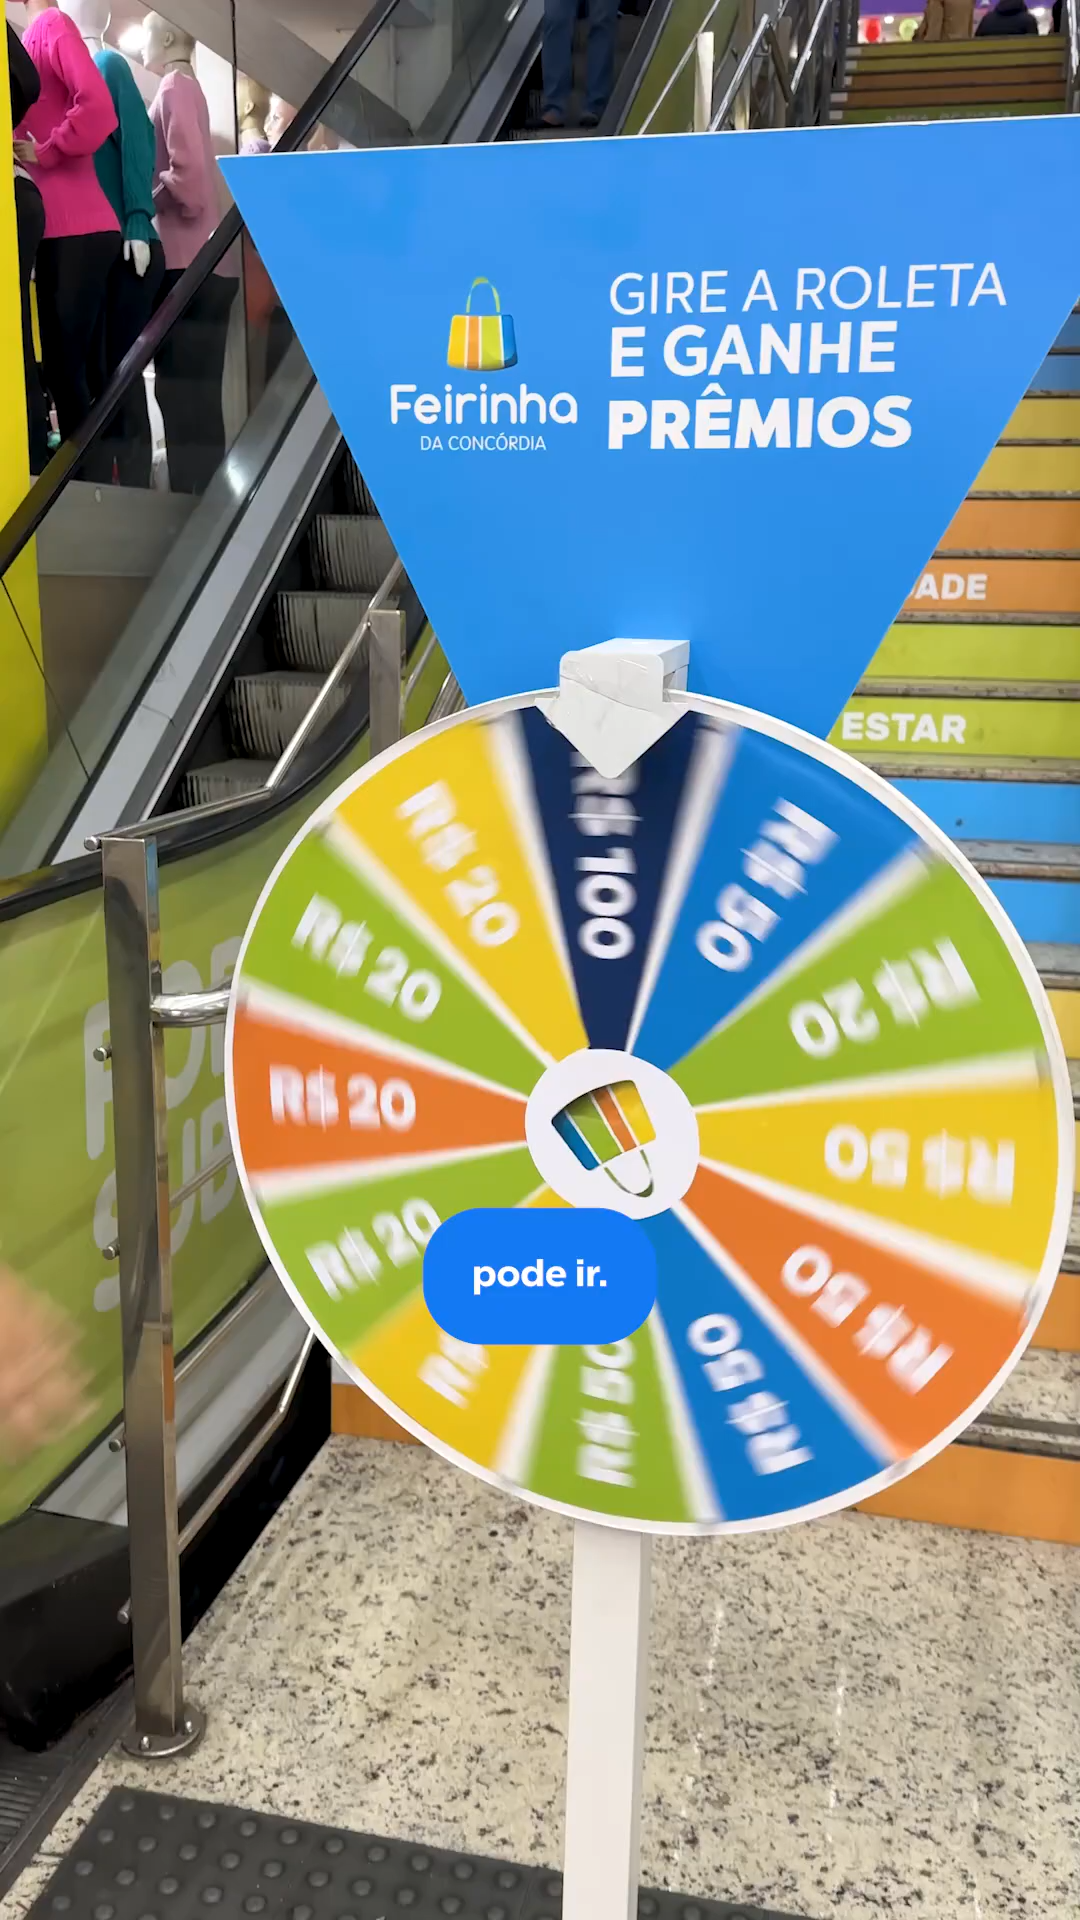 GIRE A ROLETA
E GANHE
PRÊMIOS
Feirinha
DA CONCÓRDIA
ESTAR
R$ 100
R$ 50
R$ 20
R$ 50
R$ 50
R$ 50
R$ 50
R$ 20
R$ 20
R$ 20
R$ 20
pode ir.